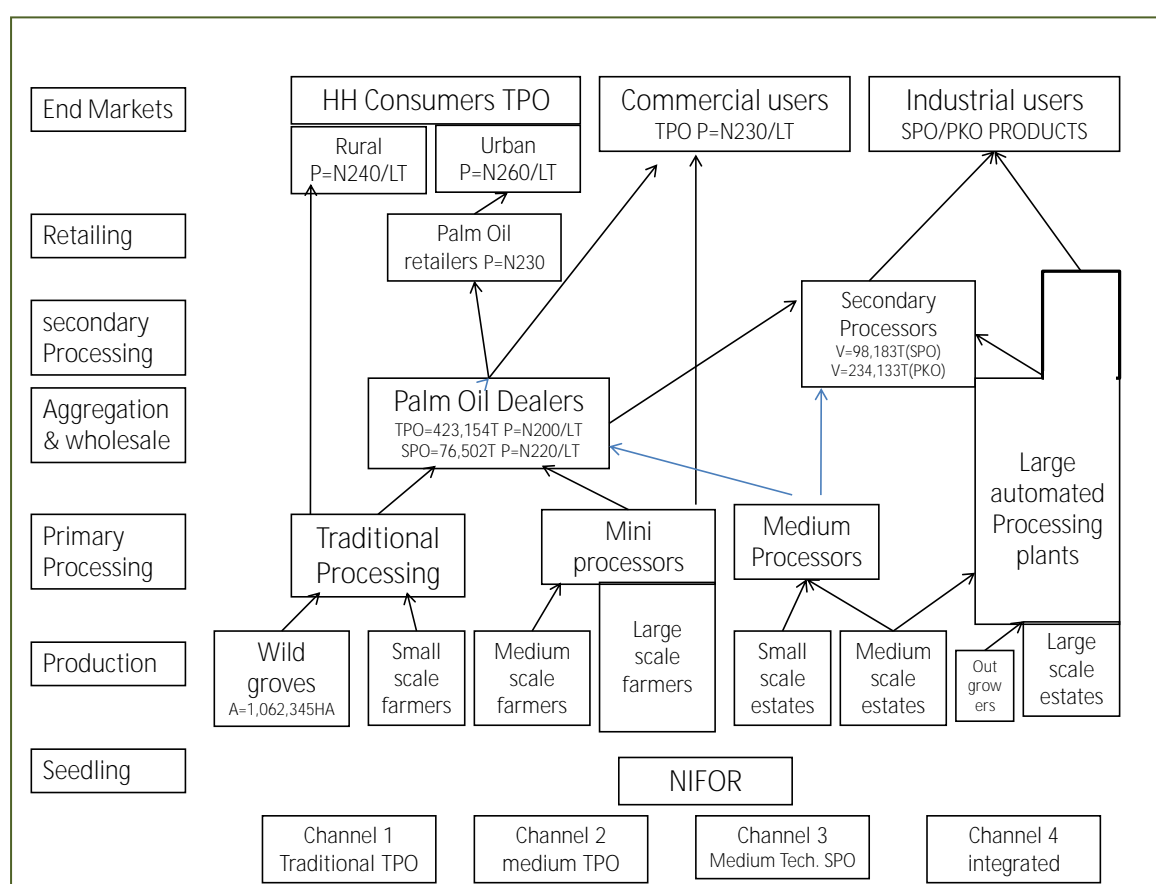 End Markets
HH Consumers TPO
Rural
P=N240/LT
Urban
P=N260/LT
Commercial users
TPO P=N230/LT
Industrial users
SPO/PKO PRODUCTS
Retailing
Palm Oil
retailers P=N230
secondary
Processing
Secondary
Processors
V=98,183T(SPO)
V=234,133T(PKO)
Aggregation
& wholesale
Palm Oil Dealers
TPO=423,154T P=N200/LT
SPO=76,502T P=N220/LT
Large
automated
Processing
plants
Primary
Processing
Traditional
Processing
Mini
processors
Medium
Processors
Production
Wild
groves
A=1,062,345HA
Small
scale
farmers
Medium
scale
farmers
Large
scale
farmers
Small
scale
estates
Medium
scale
estates
Out
grow
ers
Large
scale
estates
Seedling
NIFOR
Channel 1
Traditional TPO
Channel 2
medium TPO
Channel 3
Medium Tech. SPO
Channel 4
integrated